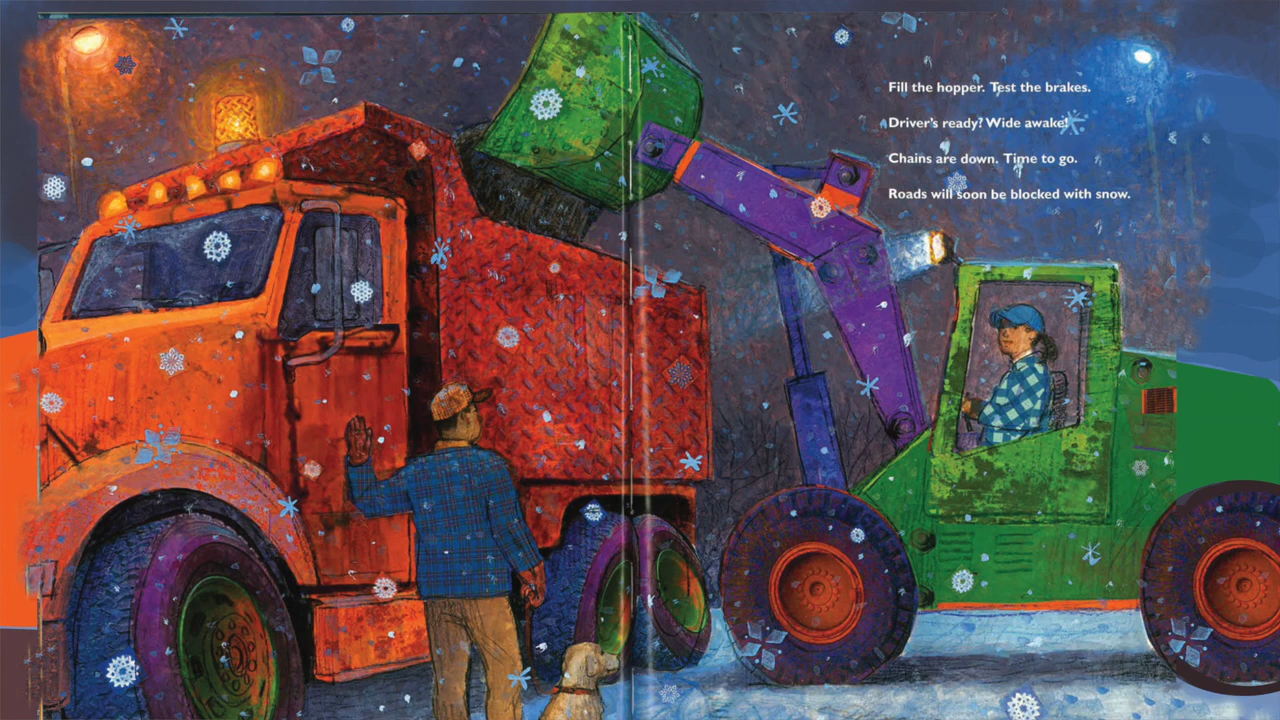 Fill the hopper. Test the brakes.
Driver's ready? Wide awake!
Chains are down. Time to go.
Roads will soon be blocked with snow.